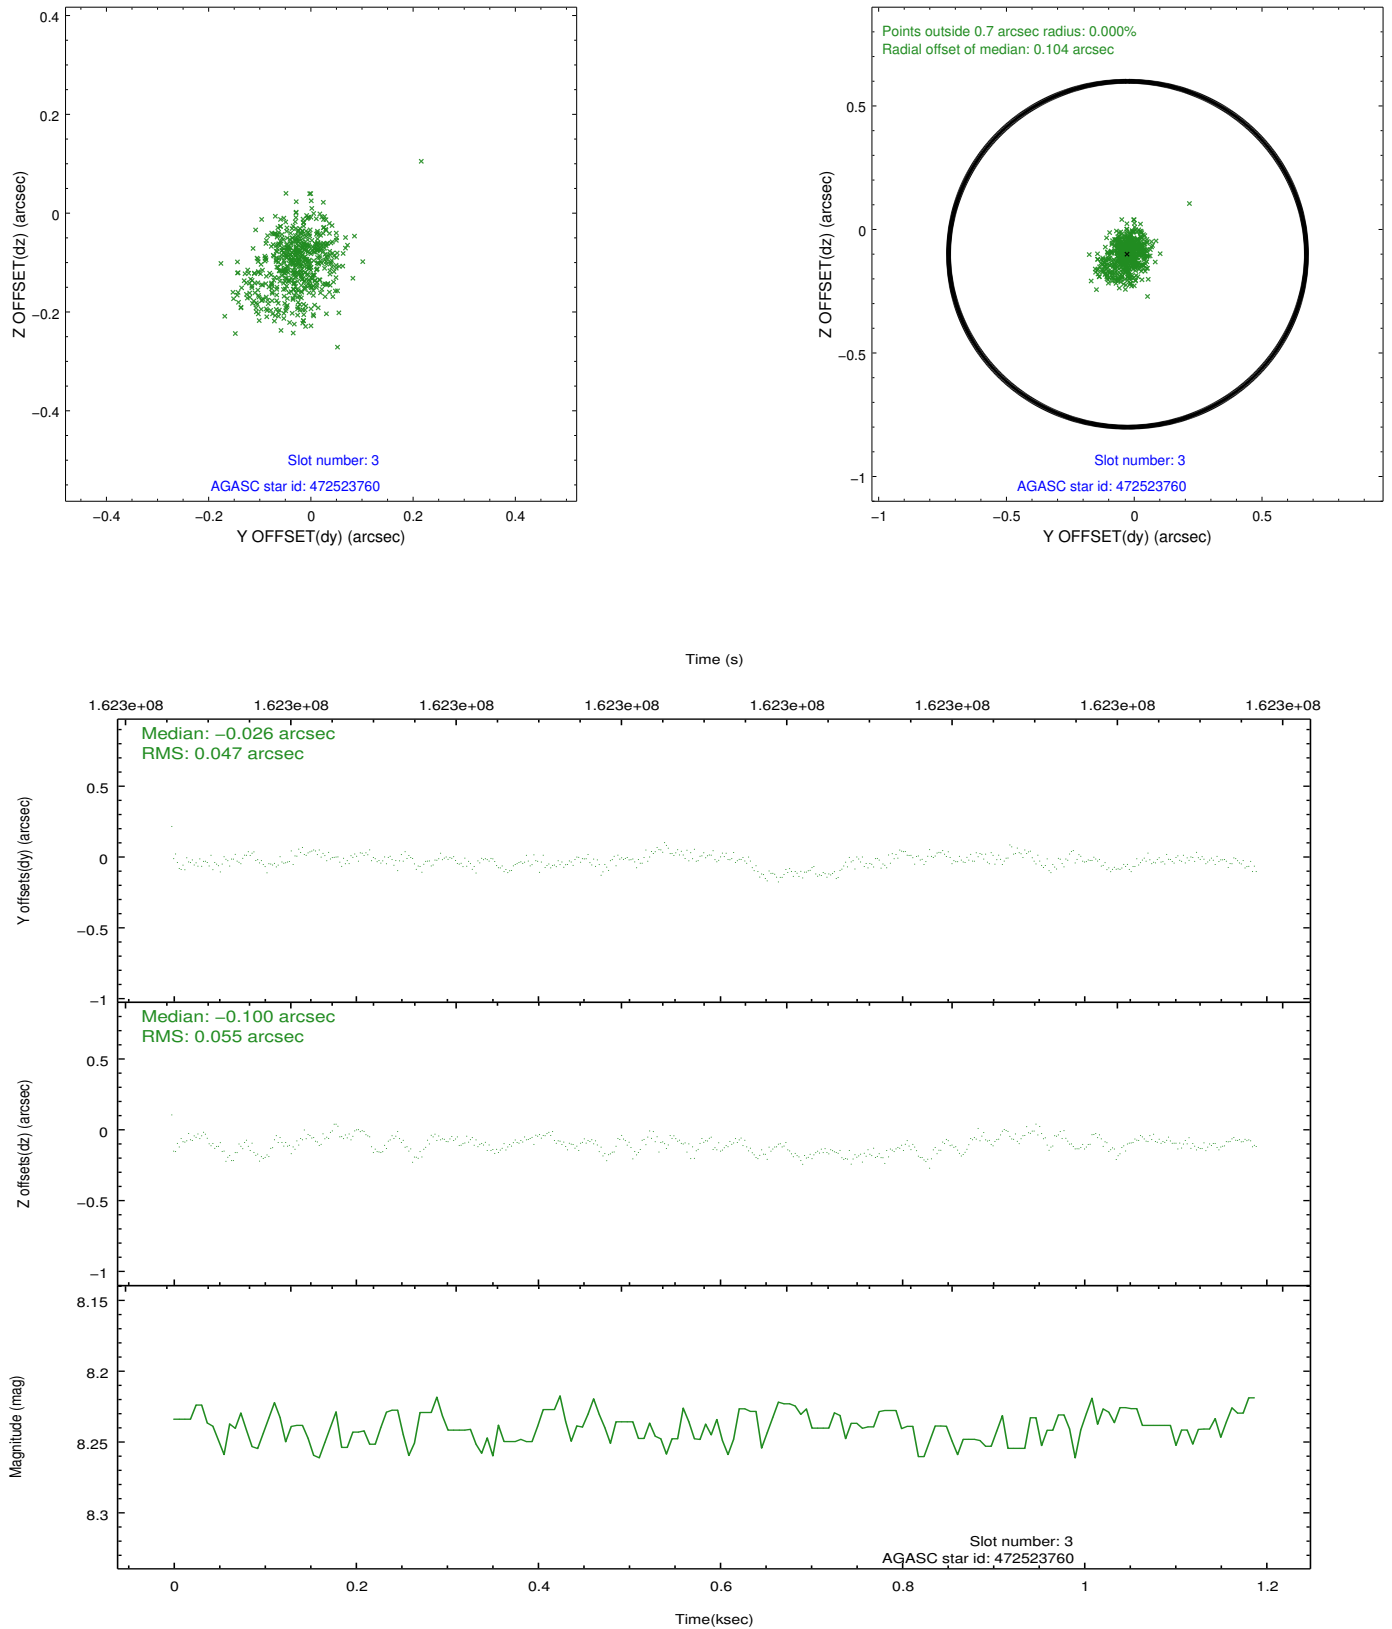 0.4
0.2
0
−0.2
−0.4
Z OFFSET(dz) (arcsec)
Slot number: 3
AGASC star id: 472523760
−0.4 −0.2 0 0.2 0.4
Y OFFSET(dy) (arcsec)
Points outside 0.7 arcsec radius: 0.000%
Radial offset of median: 0.104 arcsec
0.5
0
−0.5
−1
Z OFFSET(dz) (arcsec)
Slot number: 3
AGASC star id: 472523760
−1 −0.5 0 0.5
Y OFFSET(dy) (arcsec)
Time (s)
1.623e+08 1.623e+08 1.623e+08 1.623e+08 1.623e+08 1.623e+08 1.623e+08 1.623e+08
Median: −0.026 arcsec
RMS: 0.047 arcsec
0.5
0
−0.5
−1
Y offsets(dy) (arcsec)
Median: −0.100 arcsec
RMS: 0.055 arcsec
0.5
0
−0.5
−1
Z offsets(dz) (arcsec)
8.15
8.2
8.25
8.3
Magnitude (mag)
Slot number: 3
AGASC star id: 472523760
0 0.2 0.4 0.6 0.8 1 1.2
Time(ksec)